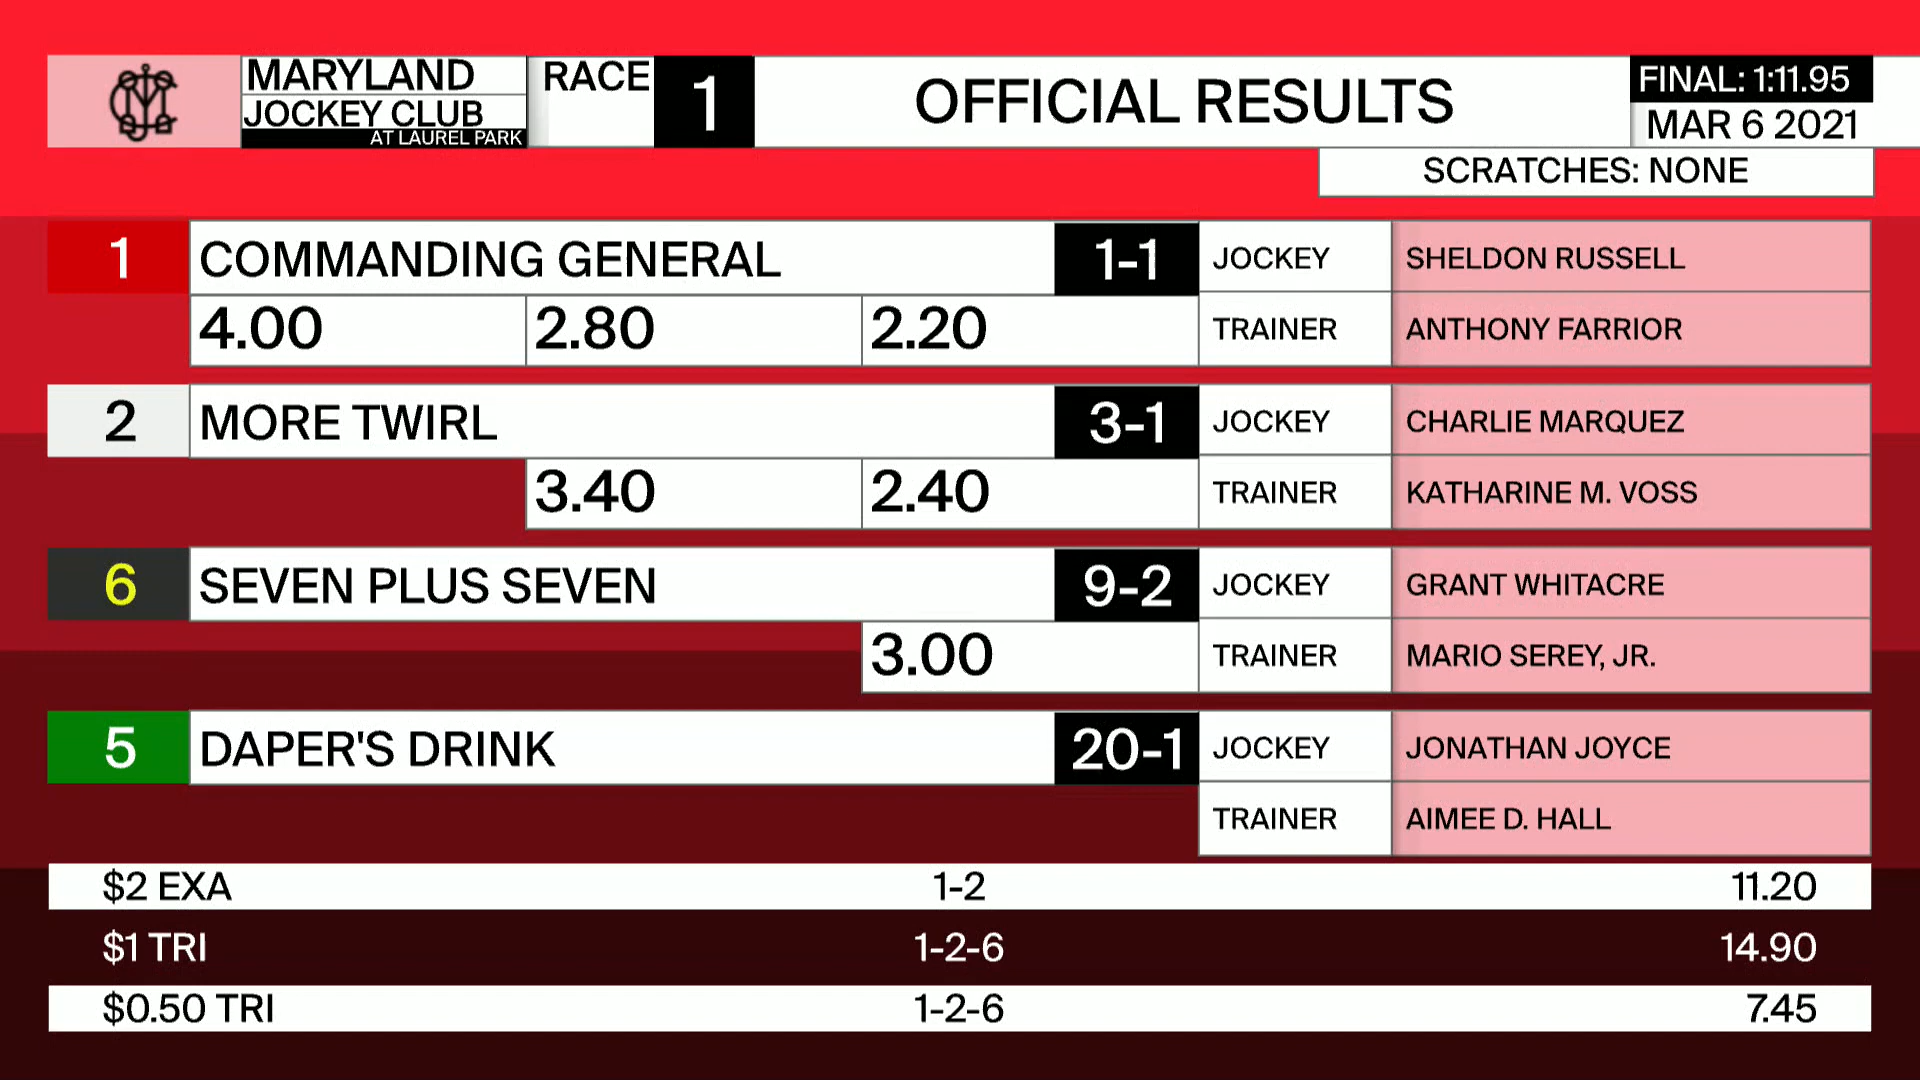 MARYLAND
JOCKEY CLUB
AT LAUREL PARK
RACE 1
OFFICIAL RESULTS
FINAL: 1:11.95
MAR 6 2021
SCRATCHES: NONE
1 COMMANDING GENERAL 1-1 JOCKEY SHELDON RUSSELL
4.00 2.80 2.20 TRAINER ANTHONY FARRIOR
2 MORE TWIRL 3-1 JOCKEY CHARLIE MARQUEZ
3.40 2.40 TRAINER KATHARINE M. VOSS
6 SEVEN PLUS SEVEN 9-2 JOCKEY GRANT WHITACRE
3.00 TRAINER MARIO SEREY, JR.
5 DAPER'S DRINK 20-1 JOCKEY JONATHAN JOYCE
TRAINER AIMEE D. HALL
$2 EXA 1-2 11.20
$1 TRI 1-2-6 14.90
$0.50 TRI 1-2-6 7.45